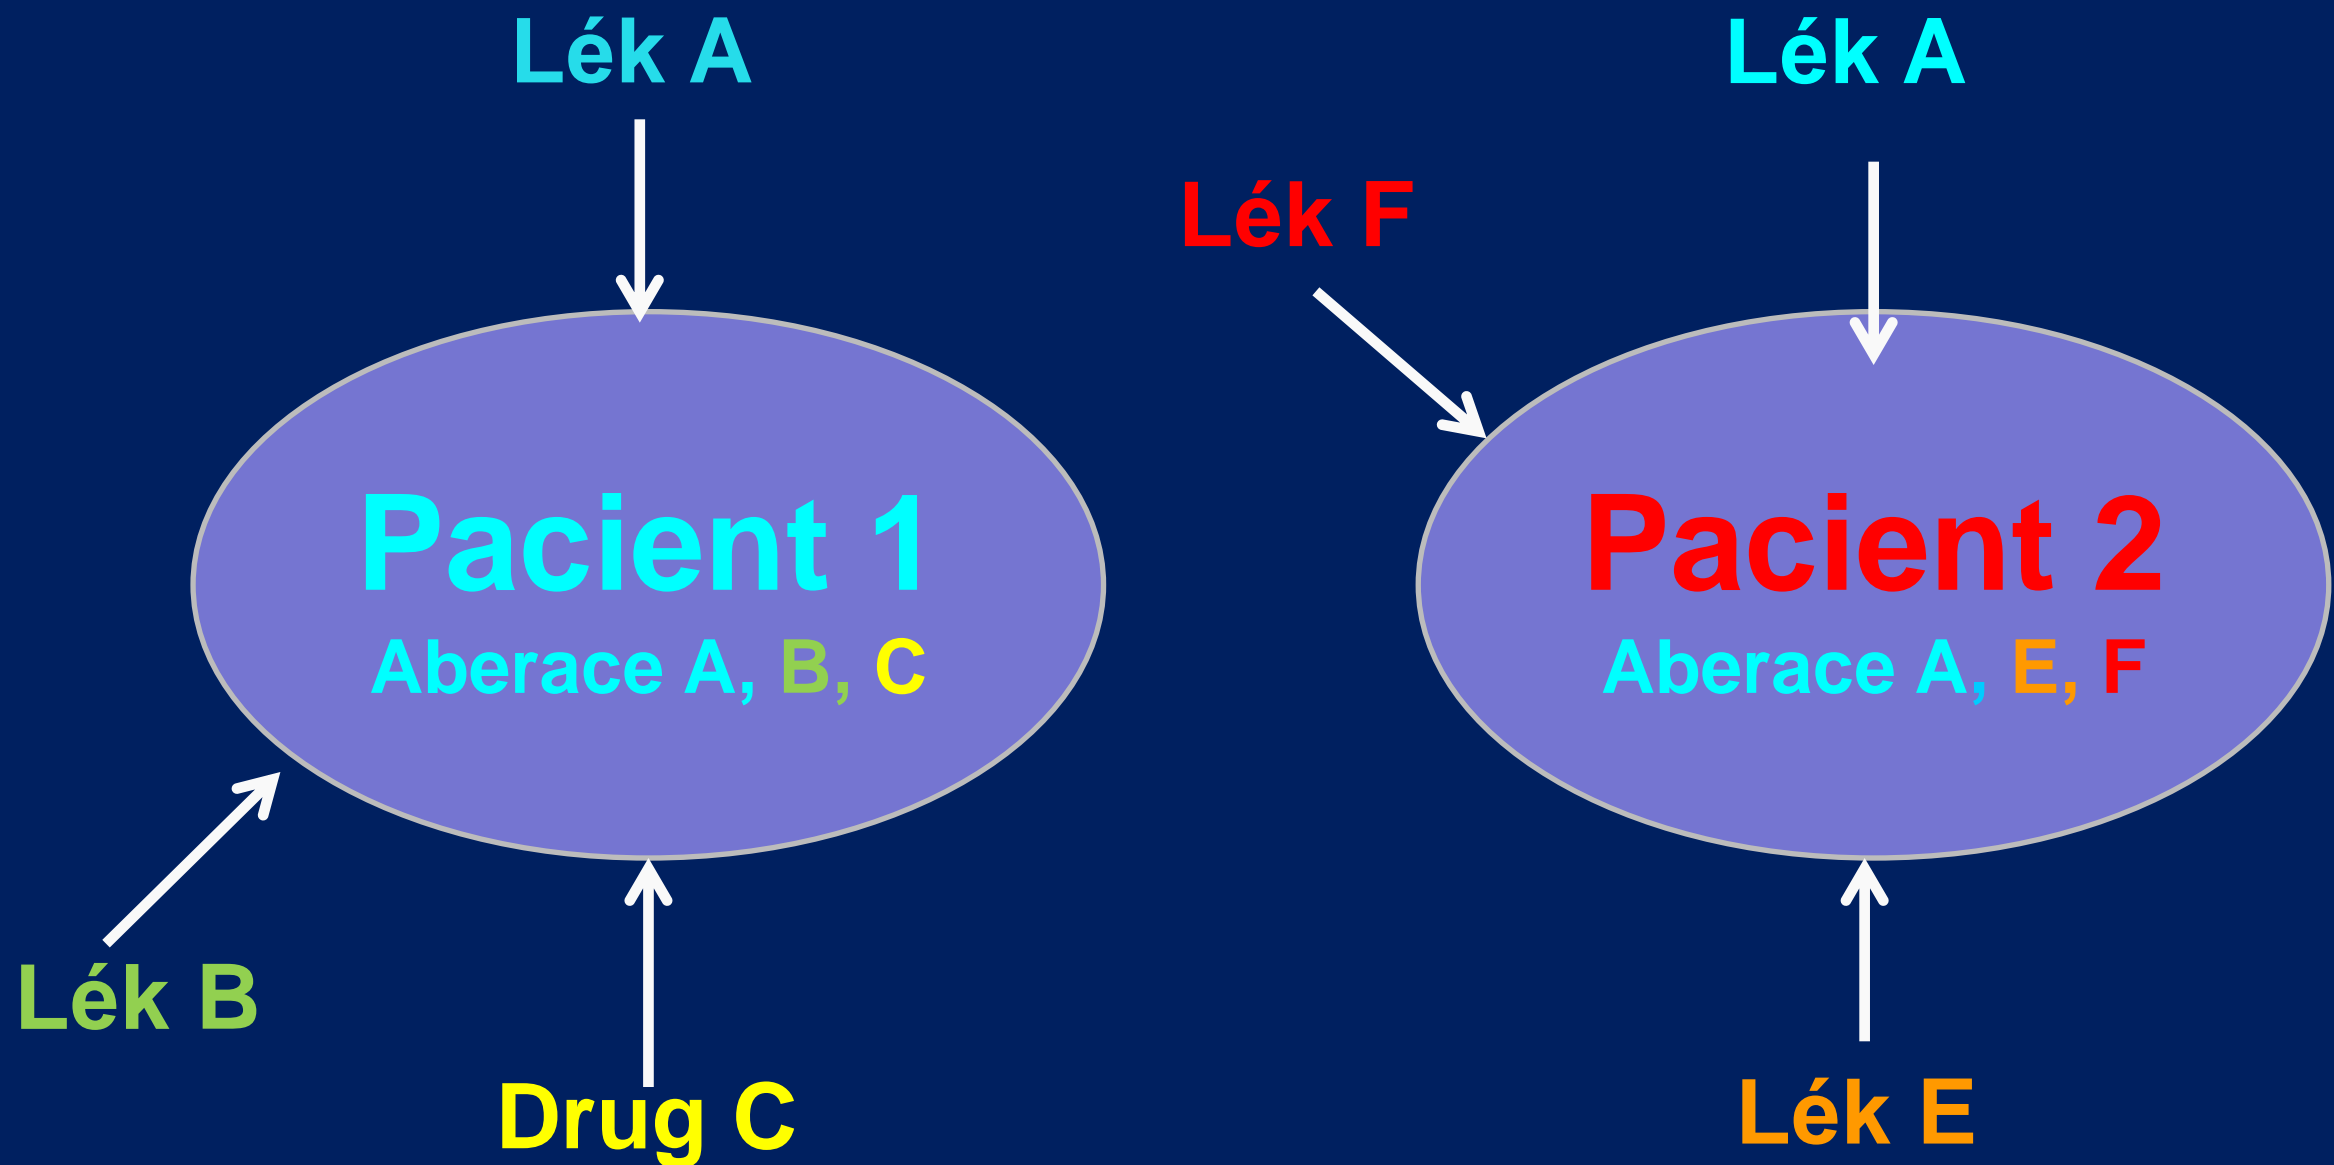 Lék A
Lék A
Lék F
Pacient 1
Aberace A, B, C
Pacient 2
Aberace A, E, F
Lék B
Drug C
Lék E